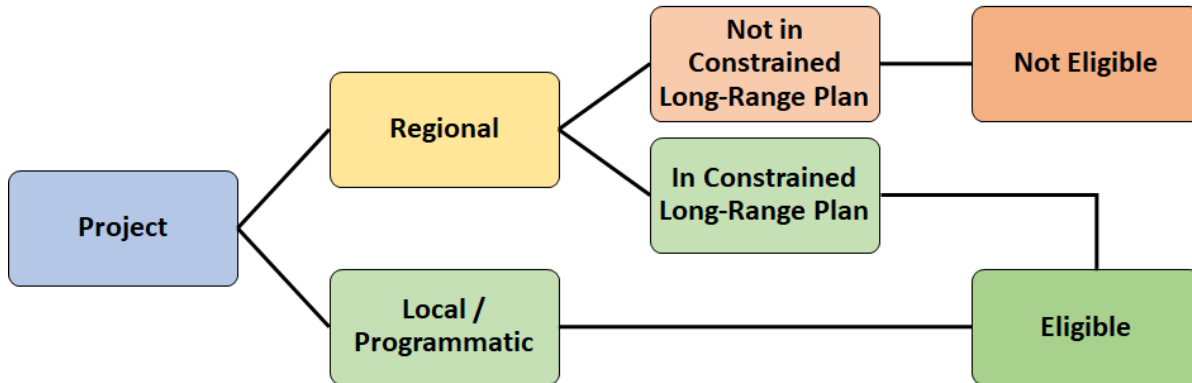 Not in
Constrained
Long-Range Plan
Not Eligible
Regional
In Constrained
Long-Range Plan
Project
Local /
Programmatic
Eligible